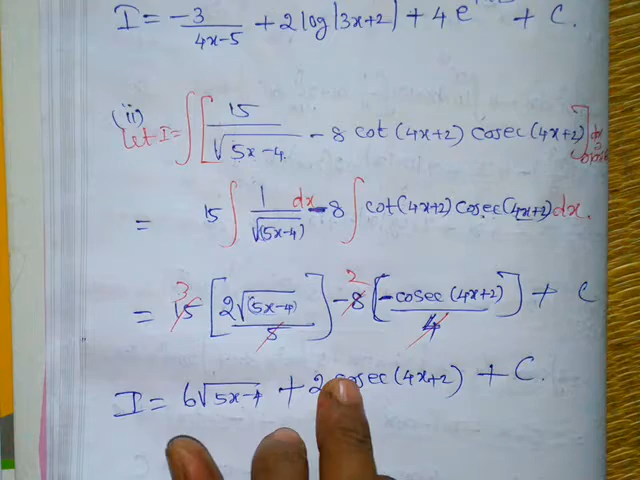 I = -3/(4x-5) + 2 log|3x+2| + 4 e + C.
(ii)
Let I = ∫ [ 15/√(5x-4) - 8 cot (4x+2) cosec (4x+2) ] dx
= 15 ∫ 1/√(5x-4) dx - 8 ∫ cot (4x+2) cosec (4x+2) dx.
= 15 3 [ 2√(5x-4) / 5 ] - 8 2 [ -cosec (4x+2) / 4 ] + C
I = 6√5x-4 + 2 cosec (4x+2) + C.